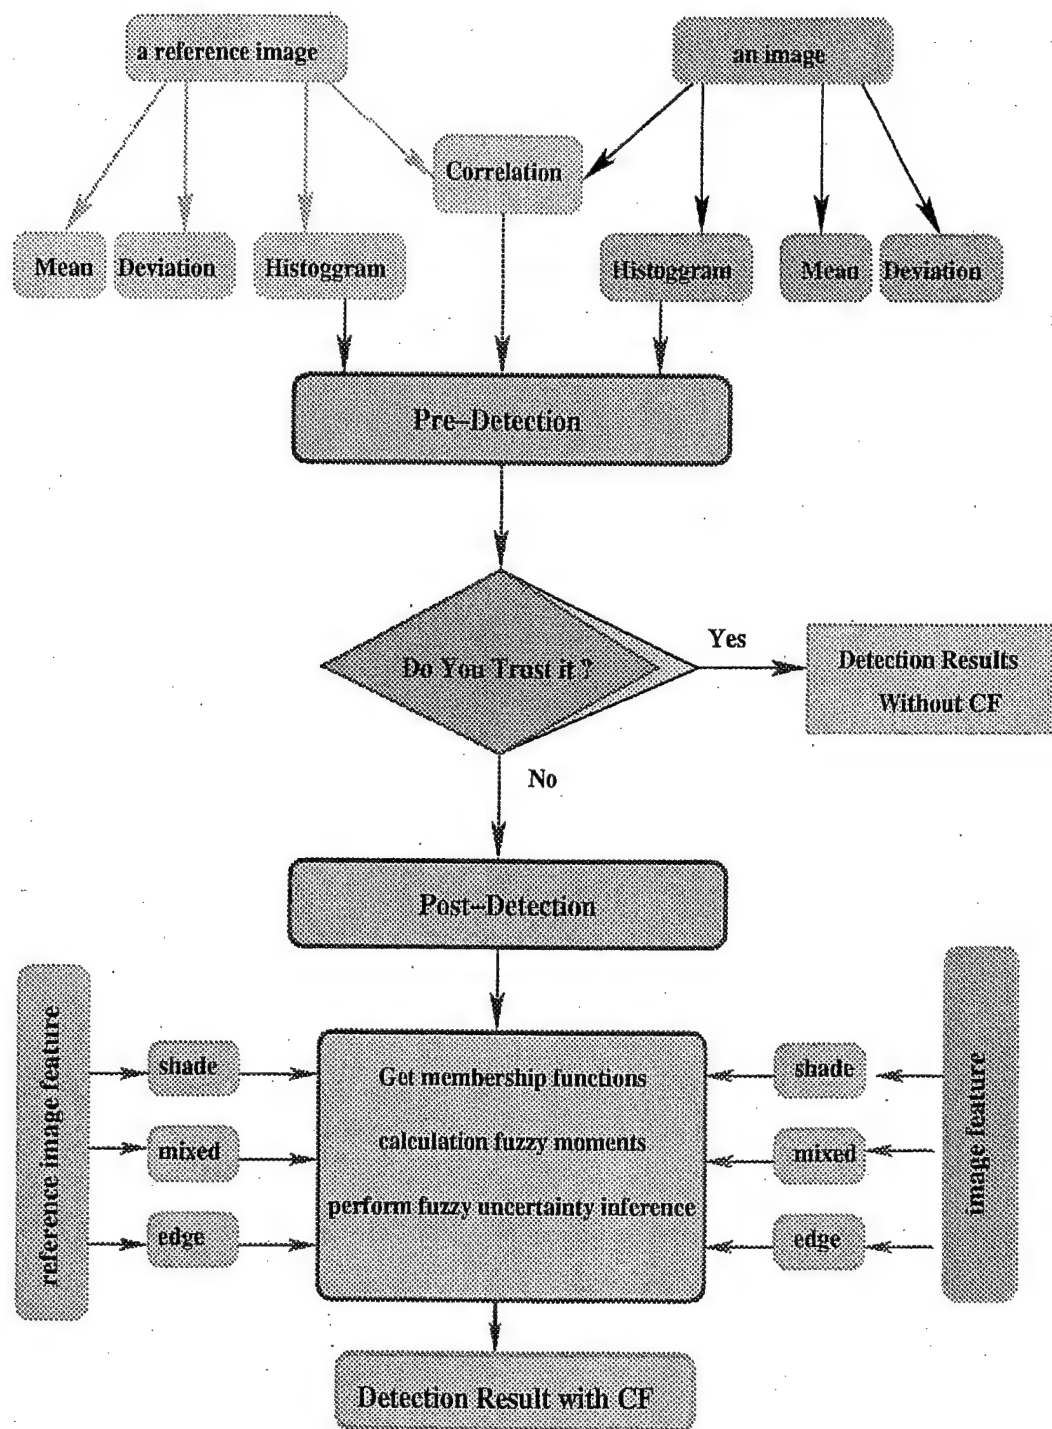 a reference image
an image
Correlation
Mean
Deviation
Histoggram
Histoggram
Mean
Deviation
Pre-Detection
Do You Trust it ?
Yes
Detection Results
Without CF
No
Post-Detection
reference image feature
shade
mixed
edge
Get membership functions
calculation fuzzy moments
perform fuzzy uncertainty inference
shade
mixed
edge
image feature
Detection Result with CF